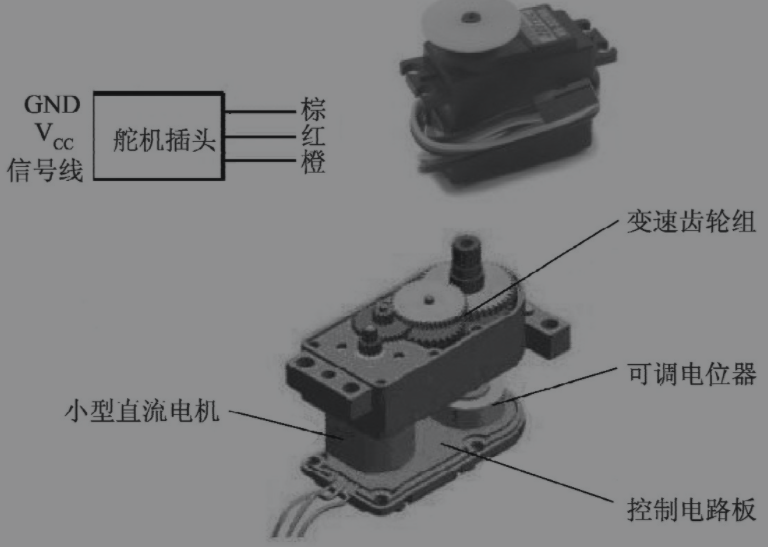 GND
V_CC
信号线
舵机插头
棕
红
橙
变速齿轮组
可调电位器
小型直流电机
控制电路板